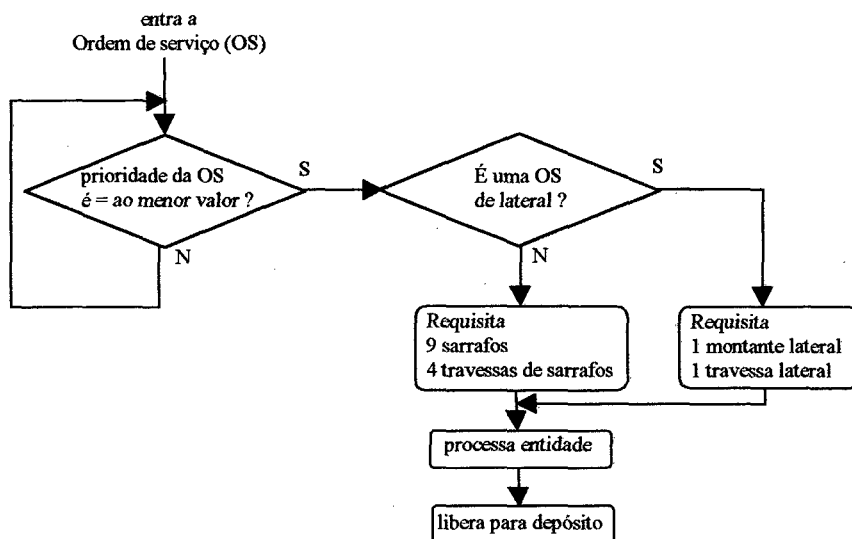 entra a
Ordem de serviço (OS)
prioridade da OS
é = ao menor valor ?
S
N
É uma OS
de lateral ?
S
N
Requisita
9 sarrafos
4 travessas de sarrafos
Requisita
1 montante lateral
1 travessa lateral
processa entidade
libera para depósito